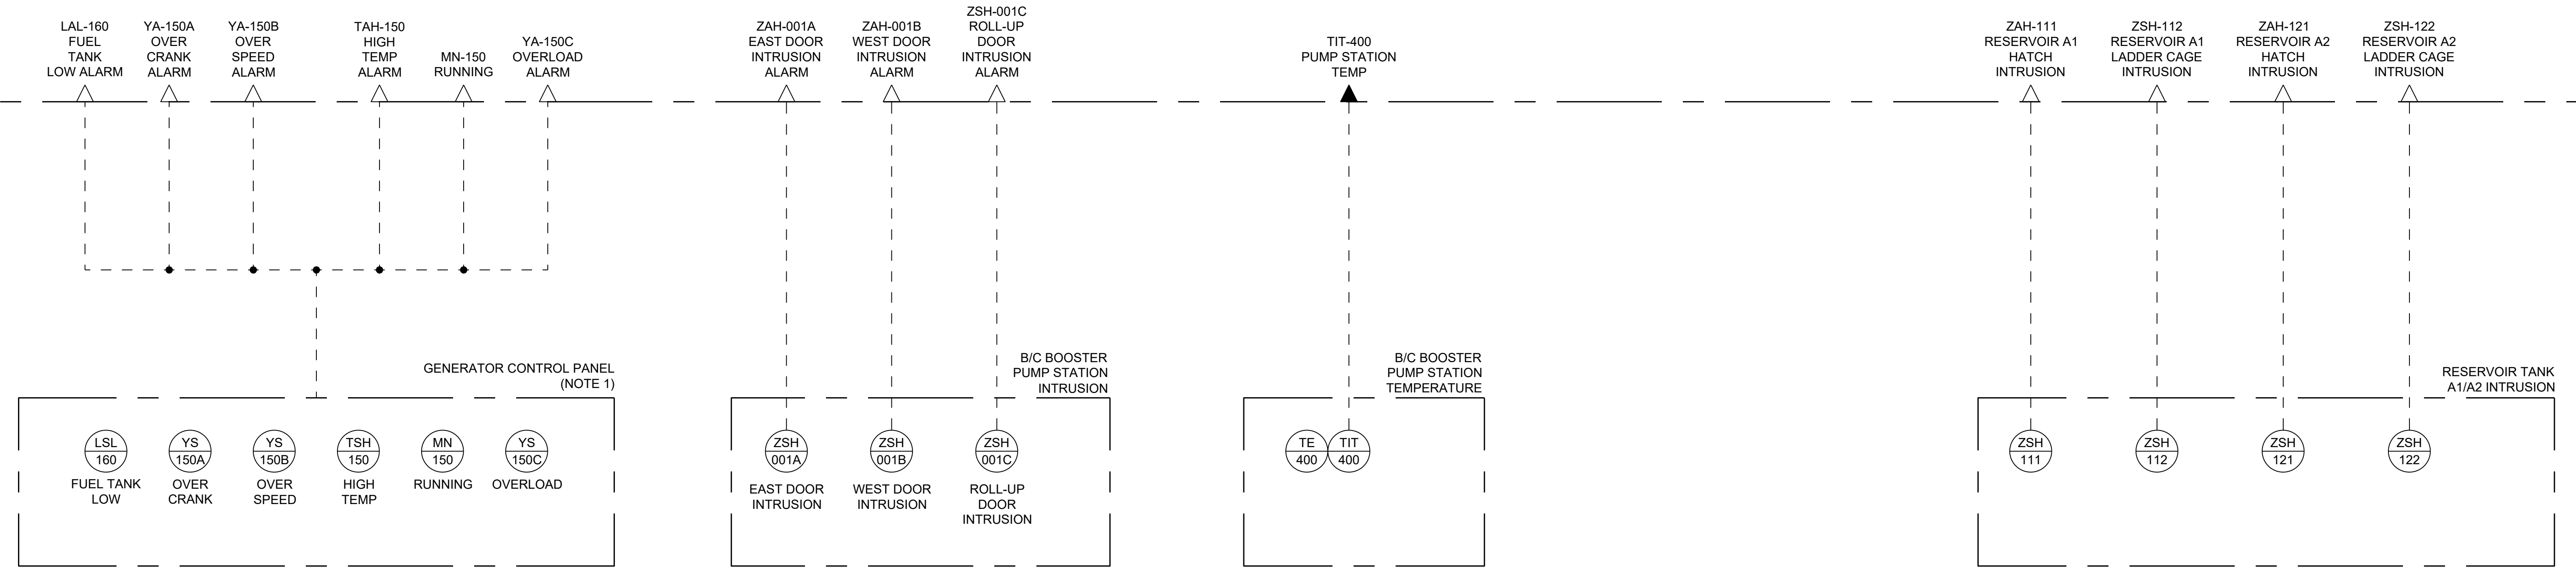 LAL-160
FUEL
TANK
LOW ALARM
YA-150A
OVER
CRANK
ALARM
YA-150B
OVER
SPEED
ALARM
TAH-150
HIGH
TEMP
ALARM
MN-150
RUNNING
YA-150C
OVERLOAD
ALARM
ZAH-001A
EAST DOOR
INTRUSION
ALARM
ZAH-001B
WEST DOOR
INTRUSION
ALARM
ZSH-001C
ROLL-UP
DOOR
INTRUSION
ALARM
TIT-400
PUMP STATION
TEMP
ZAH-111
RESERVOIR A1
HATCH
INTRUSION
ZSH-112
RESERVOIR A1
LADDER CAGE
INTRUSION
ZAH-121
RESERVOIR A2
HATCH
INTRUSION
ZSH-122
RESERVOIR A2
LADDER CAGE
INTRUSION
GENERATOR CONTROL PANEL
(NOTE 1)
LSL
160
FUEL TANK
LOW
YS
150A
OVER
CRANK
YS
150B
OVER
SPEED
TSH
150
HIGH
TEMP
MN
150
RUNNING
YS
150C
OVERLOAD
B/C BOOSTER
PUMP STATION
INTRUSION
ZSH
001A
EAST DOOR
INTRUSION
ZSH
001B
WEST DOOR
INTRUSION
ZSH
001C
ROLL-UP
DOOR
INTRUSION
B/C BOOSTER
PUMP STATION
TEMPERATURE
TE
400
TIT
400
RESERVOIR TANK
A1/A2 INTRUSION
ZSH
111
ZSH
112
ZSH
121
ZSH
122